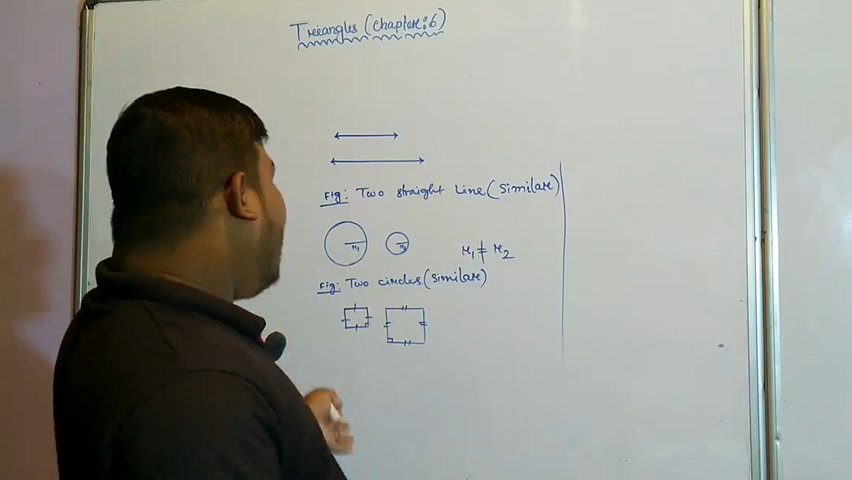 Triangles (Chapter: 6)
Fig: Two straight Line (Similar)
r₁ r₂
r₁ ≠ r₂
Fig: Two circles (Similar)